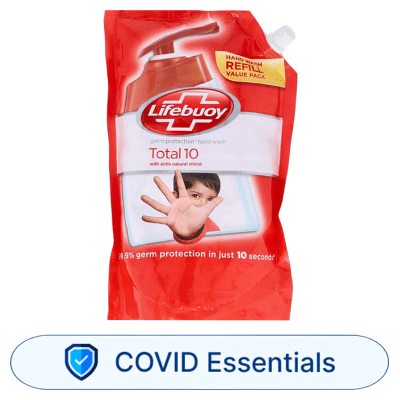 HAND WASH
REFILL
VALUE PACK
Lifebuoy
germ protection* hand wash
Total 10
with activ natural shield
99.9% germ protection in just 10 seconds*
COVID Essentials